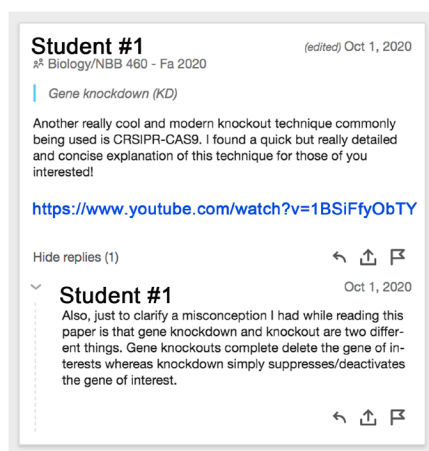 Student #1
(edited) Oct 1, 2020
Biology/NBB 460 - Fa 2020
Gene knockdown (KD)
Another really cool and modern knockout technique commonly
being used is CRSIPR-CAS9. I found a quick but really detailed
and concise explanation of this technique for those of you
interested!
https://www.youtube.com/watch?v=1BSiFfyObTY
Hide replies (1)
Oct 1, 2020
Student #1
Also, just to clarify a misconception I had while reading this
paper is that gene knockdown and knockout are two differ-
ent things. Gene knockouts complete delete the gene of in-
terests whereas knockdown simply suppresses/deactivates
the gene of interest.